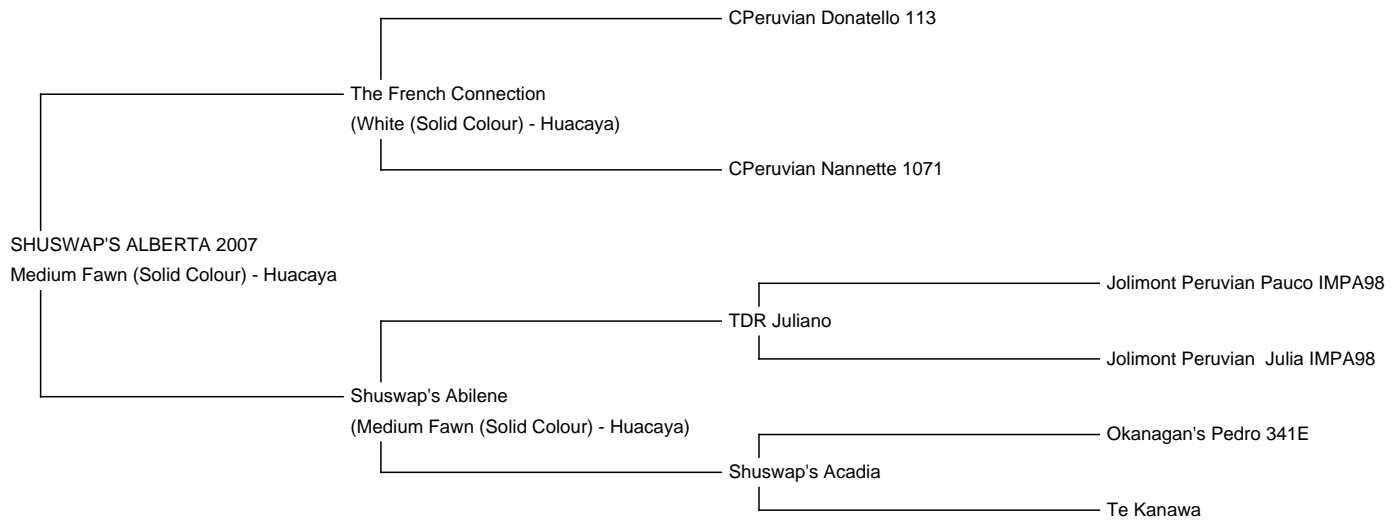 CPeruvian Donatello 113
The French Connection
(White (Solid Colour) - Huacaya)
CPeruvian Nannette 1071
SHUSWAP'S ALBERTA 2007
Medium Fawn (Solid Colour) - Huacaya
Jolimont Peruvian Pauco IMPA98
TDR Juliano
Jolimont Peruvian  Julia IMPA98
Shuswap's Abilene
(Medium Fawn (Solid Colour) - Huacaya)
Okanagan's Pedro 341E
Shuswap's Acadia
Te Kanawa